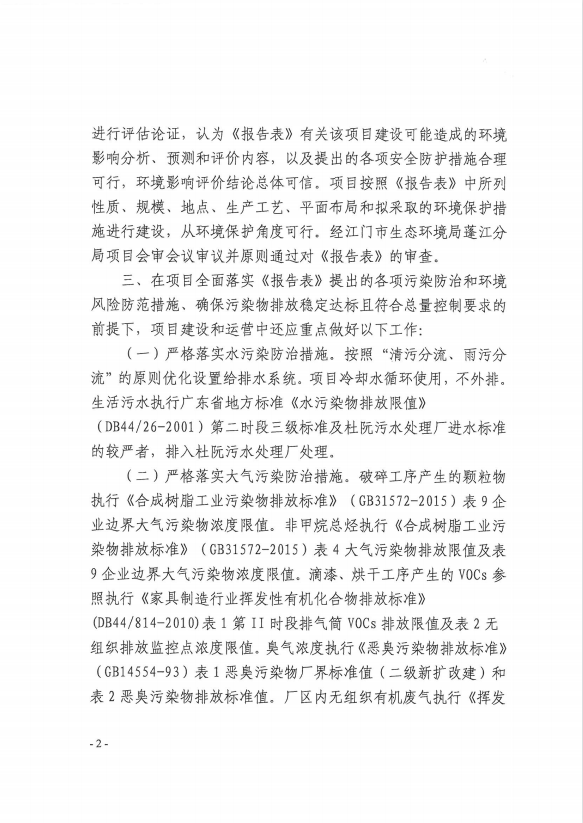 进行评估论证，认为《报告表》有关该项目建设可能造成的环境
影响分析、预测和评价内容，以及提出的各项安全防护措施合理
可行，环境影响评价结论总体可信。项目按照《报告表》中所列
性质、规模、地点、生产工艺、平面布局和拟采取的环境保护措
施进行建设，从环境保护角度可行。经江门市生态环境局蓬江分
局项目会审会议审议并原则通过对《报告表》的审查。
三、在项目全面落实《报告表》提出的各项污染防治和环境
风险防范措施、确保污染物排放稳定达标且符合总量控制要求的
前提下，项目建设和运营中还应重点做好以下工作：
（一）严格落实水污染防治措施。按照“清污分流、雨污分
流”的原则优化设置给排水系统。项目冷却水循环使用，不外排。
生活污水执行广东省地方标准《水污染物排放限值》
（DB44/26-2001）第二时段三级标准及杜阮污水处理厂进水标准
的较严者，排入杜阮污水处理厂处理。
（二）严格落实大气污染防治措施。破碎工序产生的颗粒物
执行《合成树脂工业污染物排放标准》（GB31572-2015）表 9 企
业边界大气污染物浓度限值。非甲烷总烃执行《合成树脂工业污
染物排放标准》（GB31572-2015）表 4 大气污染物排放限值及表
9 企业边界大气污染物浓度限值。滴漆、烘干工序产生的 VOCs 参
照执行《家具制造行业挥发性有机化合物排放标准》
(DB44/814-2010)表 1 第 II 时段排气筒 VOCs 排放限值及表 2 无
组织排放监控点浓度限值。臭气浓度执行《恶臭污染物排放标准》
（GB14554-93）表 1 恶臭污染物厂界标准值（二级新扩改建）和
表 2 恶臭污染物排放标准值。厂区内无组织有机废气执行《挥发
- 2 -